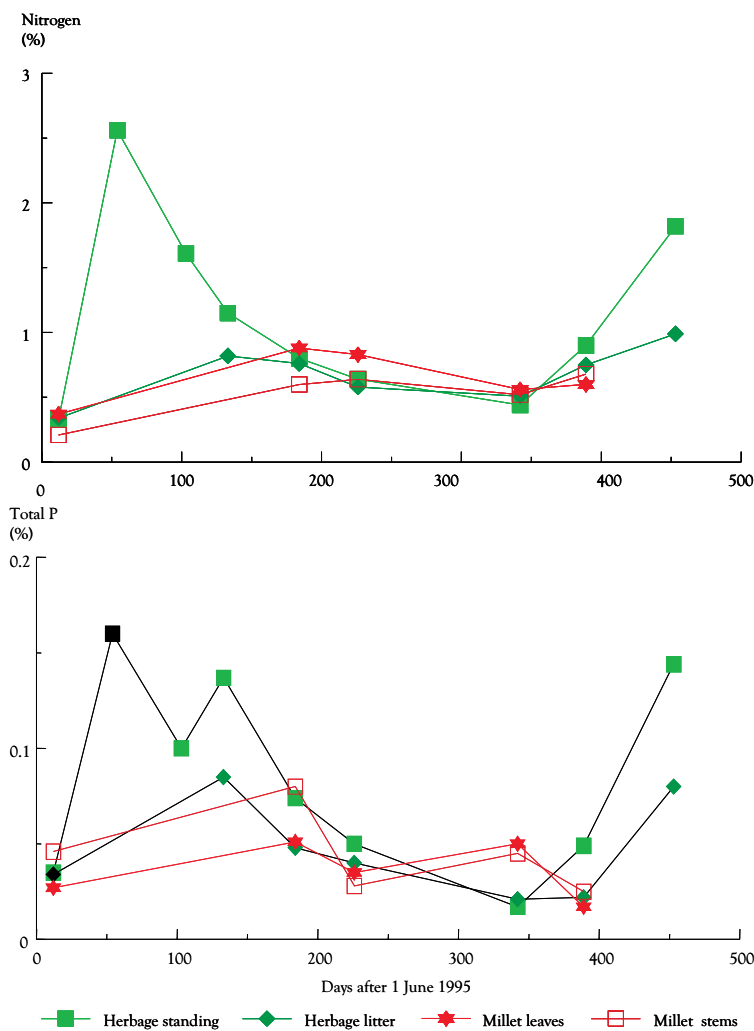 Nitrogen
(%)
3
2
1
0
0 100 200 300 400 500
Total P
(%)
0.2
0.1
0
0 100 200 300 400 500
Days after 1 June 1995
Herbage standing Herbage litter Millet leaves Millet stems